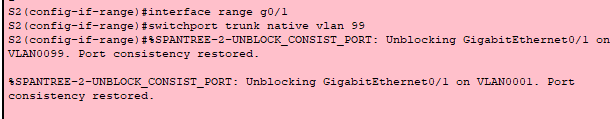 S2(config-if-range)#interface range g0/1
S2(config-if-range)#switchport trunk native vlan 99
S2(config-if-range)#%SPANTREE-2-UNBLOCK_CONSIST_PORT: Unblocking GigabitEthernet0/1 on
VLAN0099. Port consistency restored.
%SPANTREE-2-UNBLOCK_CONSIST_PORT: Unblocking GigabitEthernet0/1 on VLAN0001. Port
consistency restored.